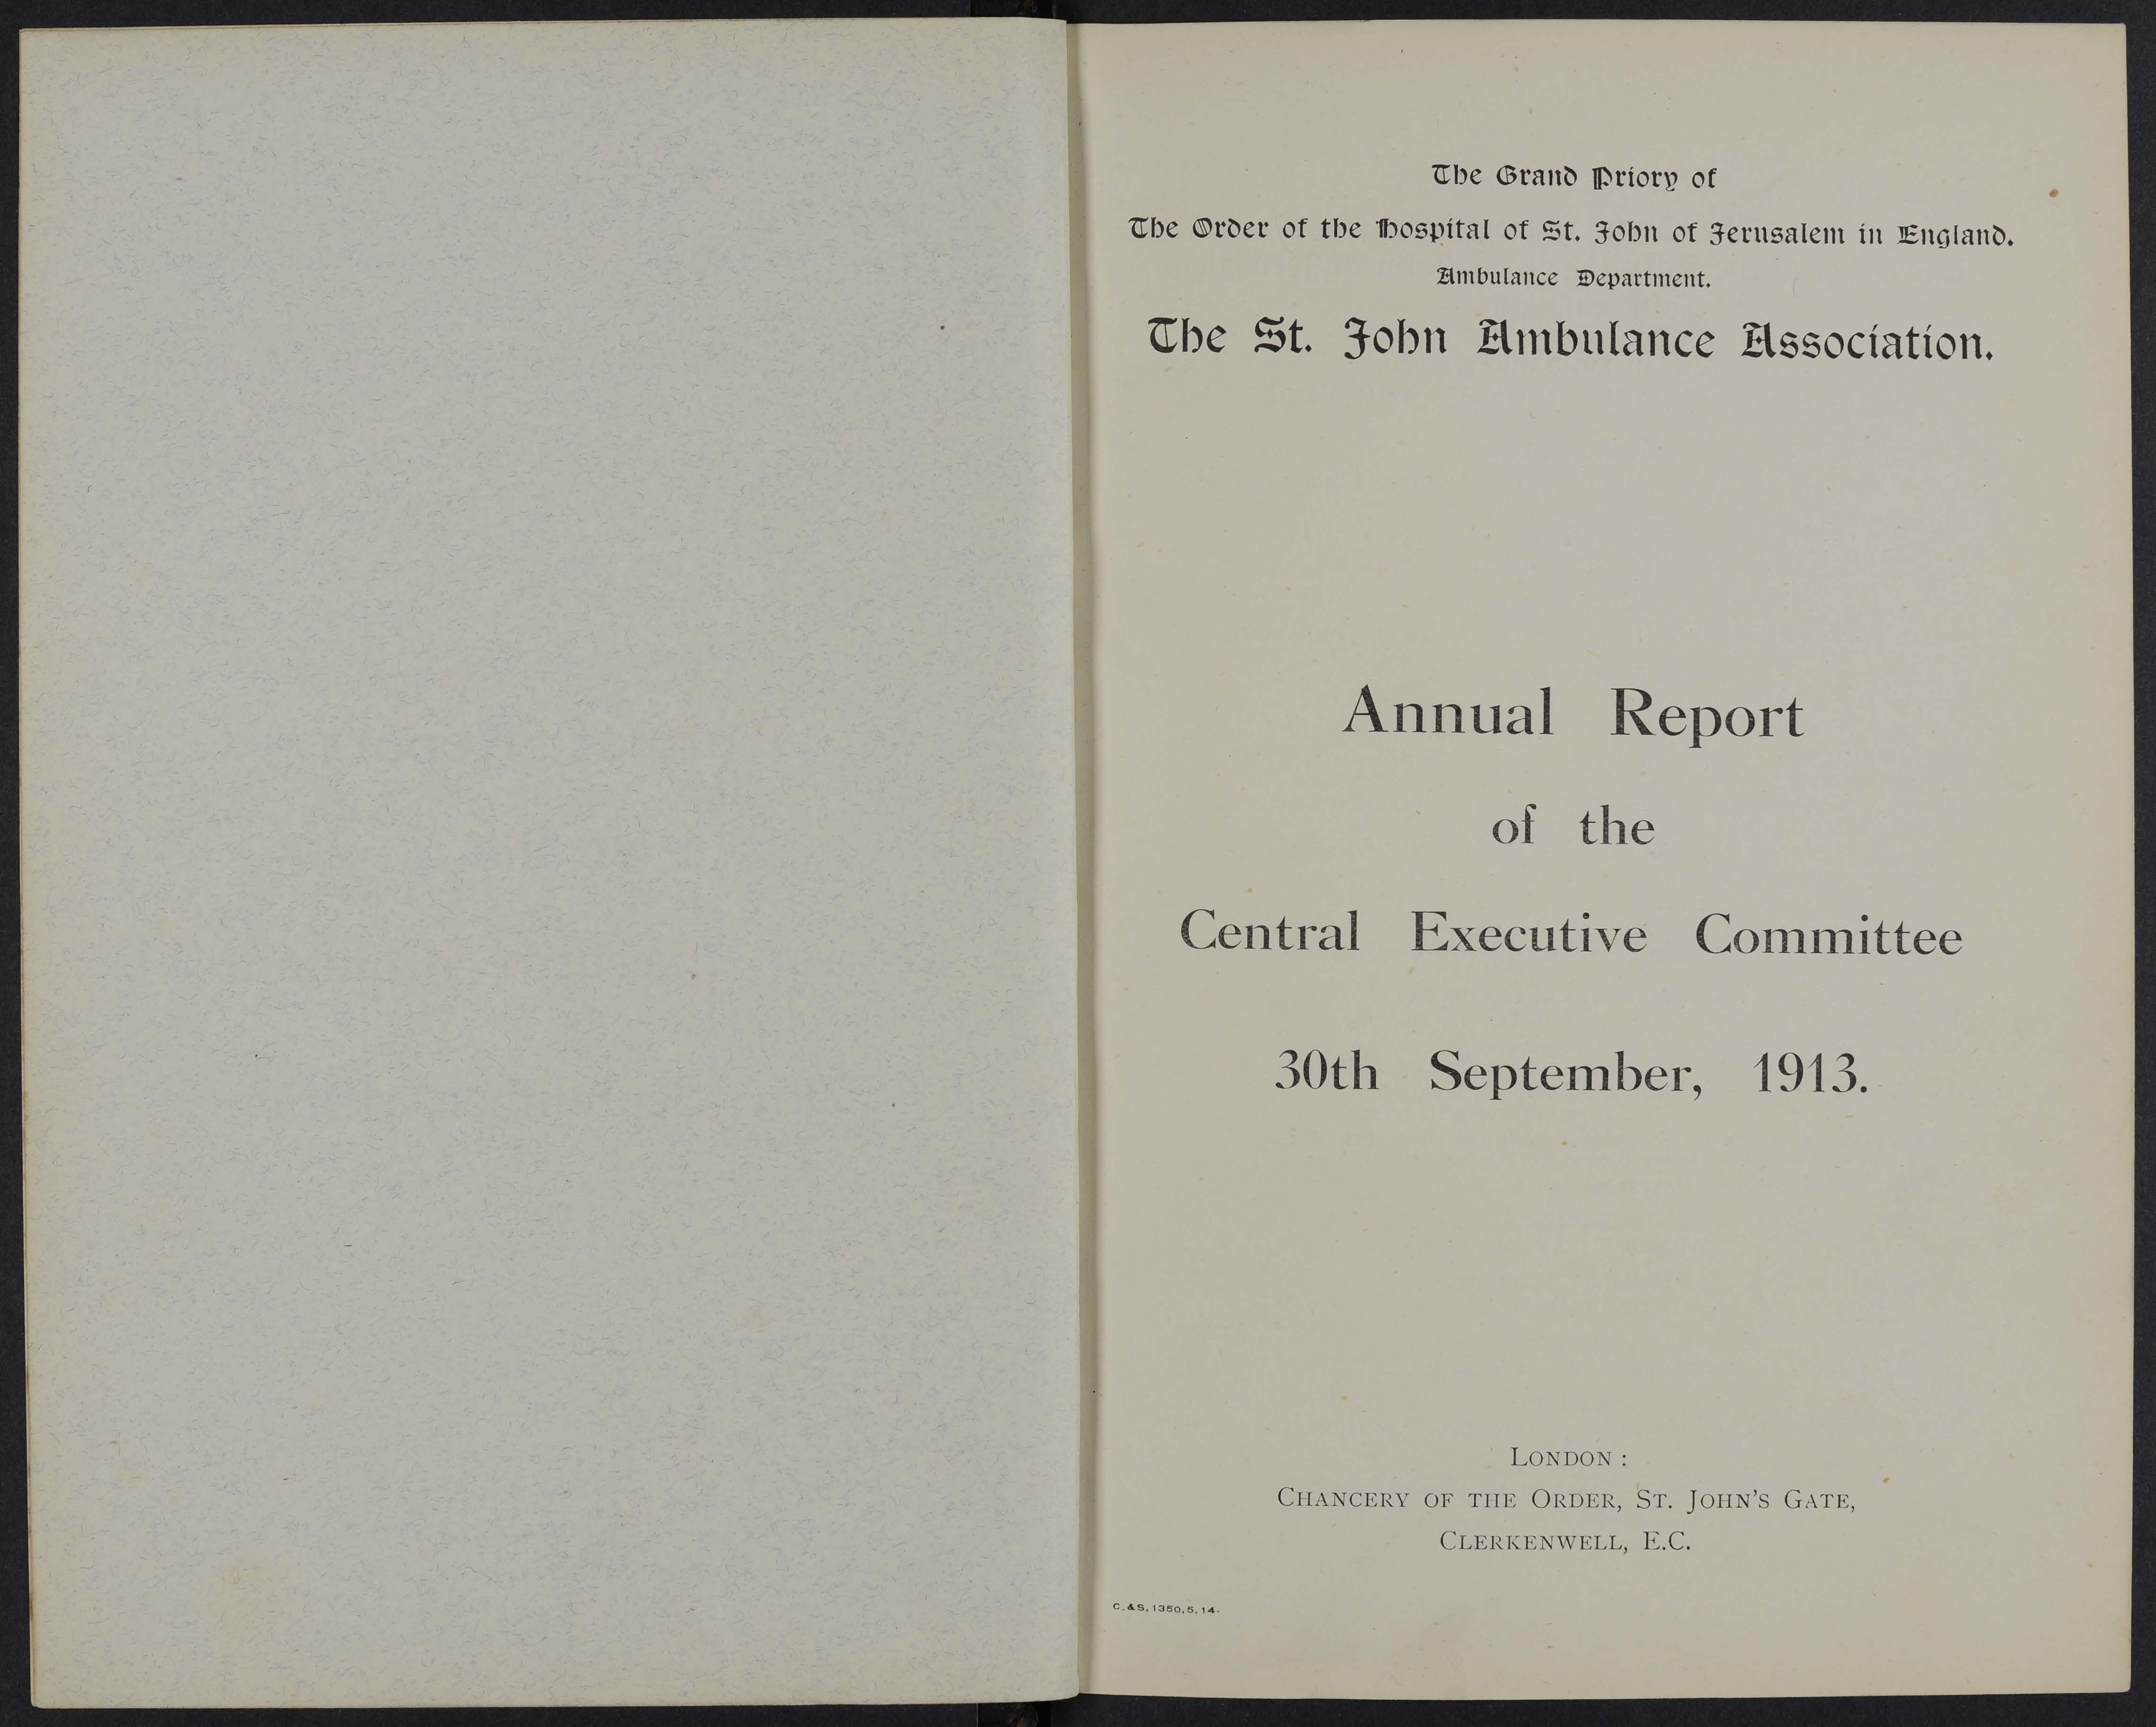 The Grand Priory of
The Order of the Hospital of St. John of Jerusalem in England.
Ambulance Department.
The St. John Ambulance Association.
Annual Report
of the
Central Executive Committee
30th September, 1913.
LONDON :
CHANCERY OF THE ORDER, ST. JOHN'S GATE,
CLERKENWELL, E.C.
C. & S. 1350, 5, 14.